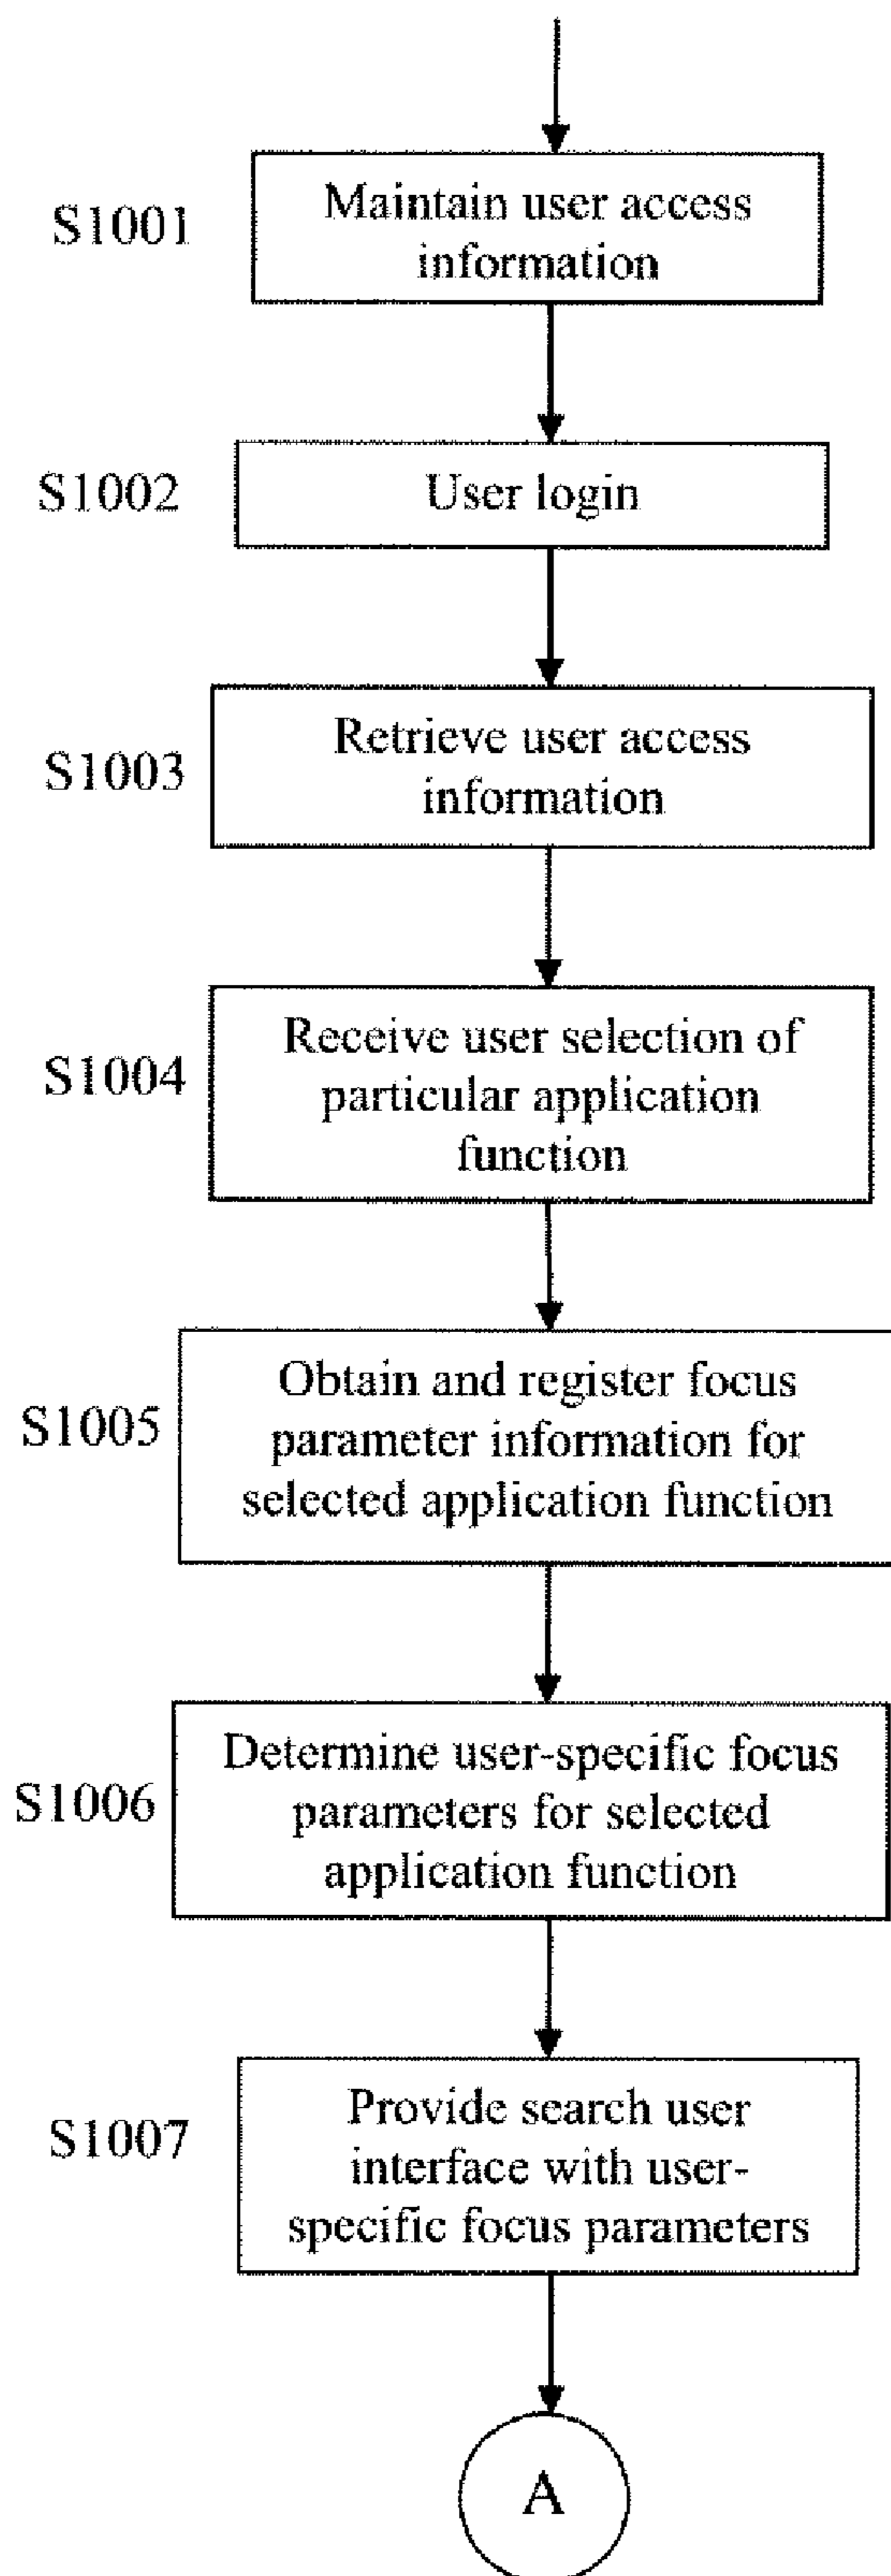 S1001
Maintain user access
information
S1002
User login
S1003
Retrieve user access
information
S1004
Receive user selection of
particular application
function
S1005
Obtain and register focus
parameter information for
selected application function
S1006
Determine user-specific focus
parameters for selected
application function
S1007
Provide search user
interface with user-
specific focus parameters
A